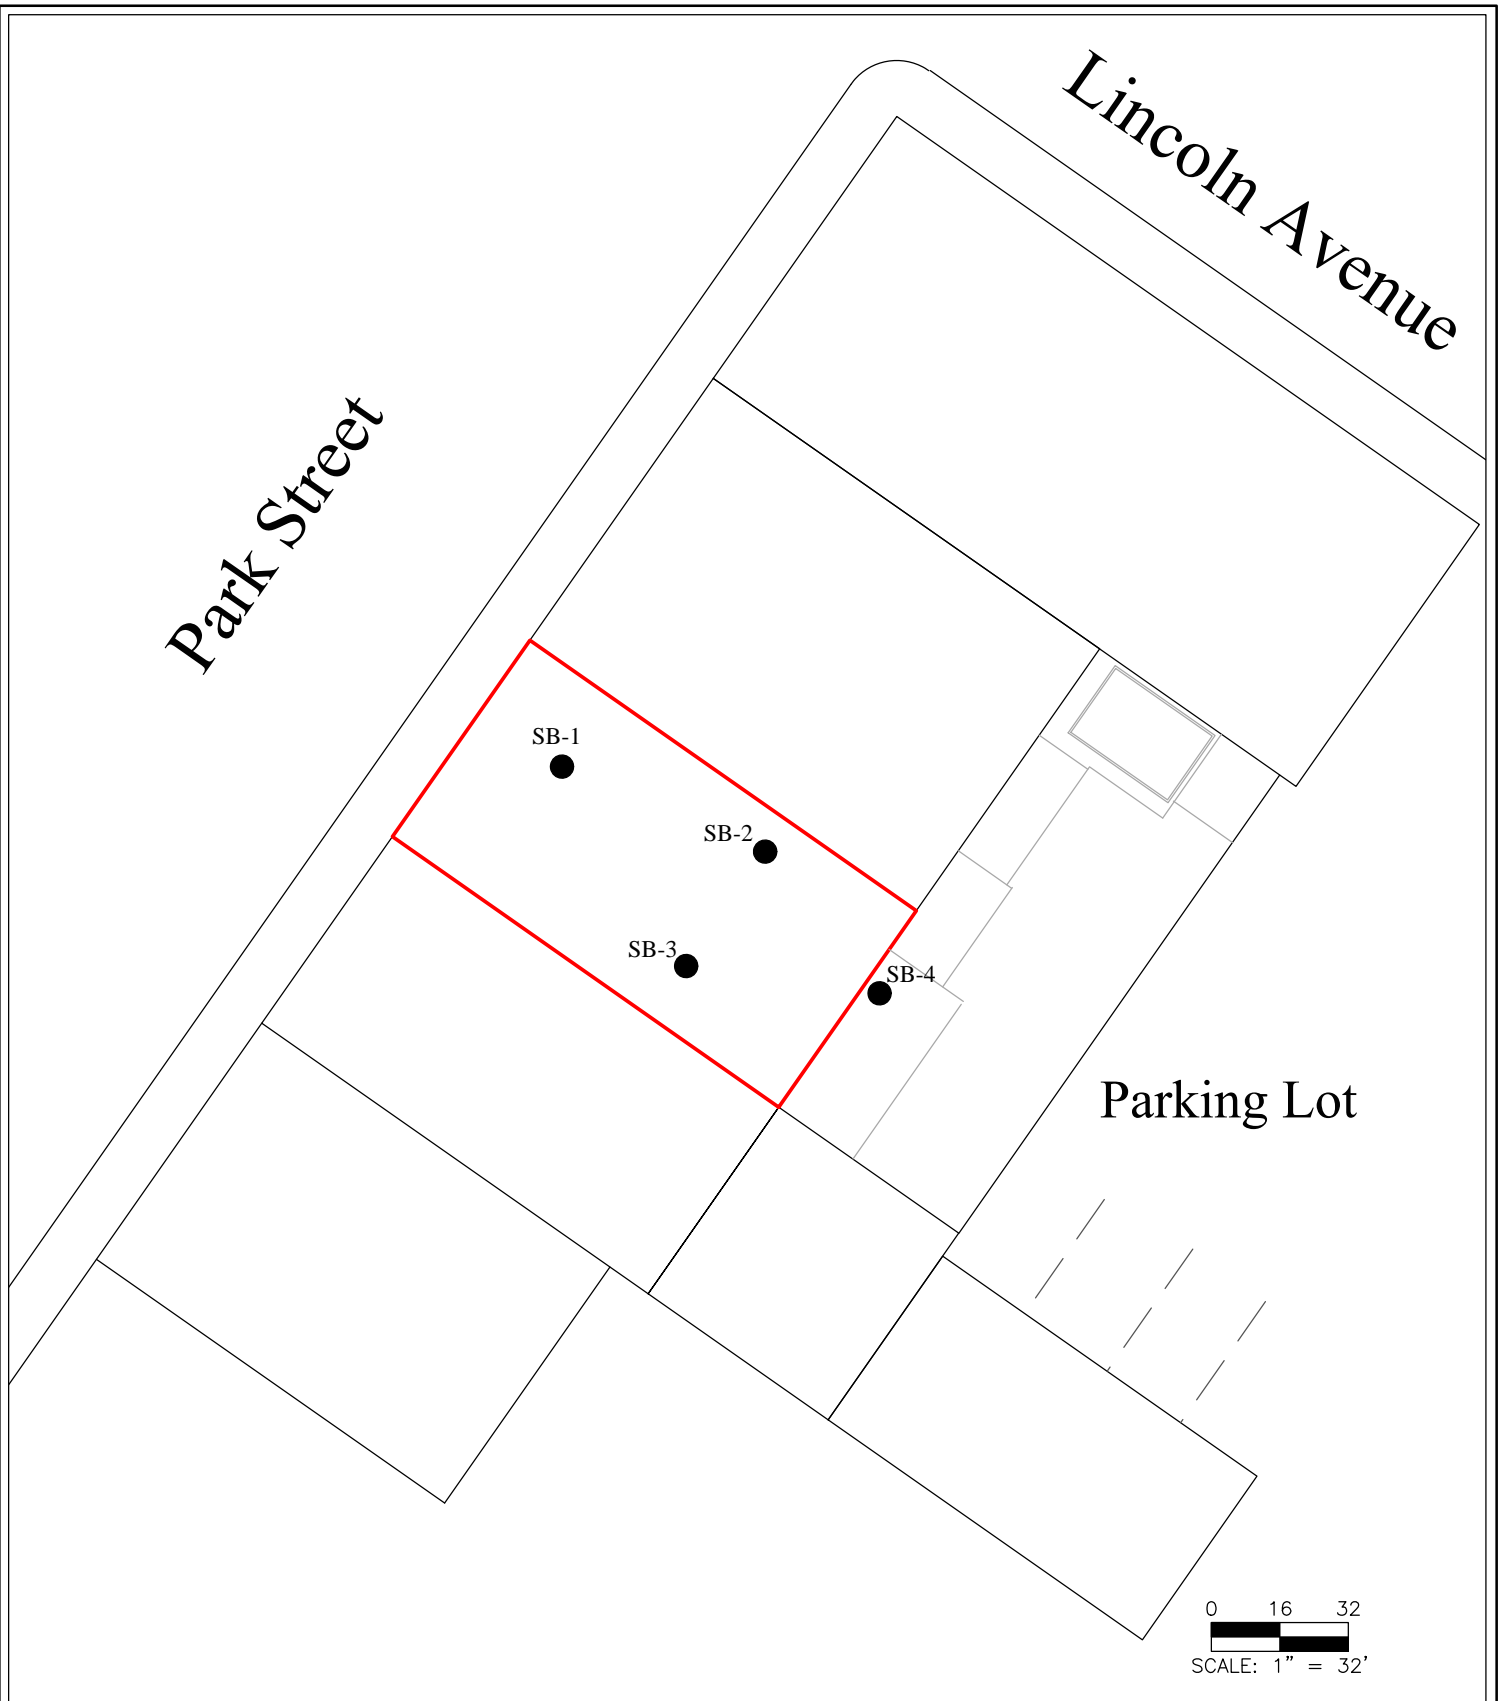 Lincoln Avenue
Park Street
SB-1
SB-2
SB-3
SB-4
Parking Lot
0 16 32
SCALE: 1" = 32'